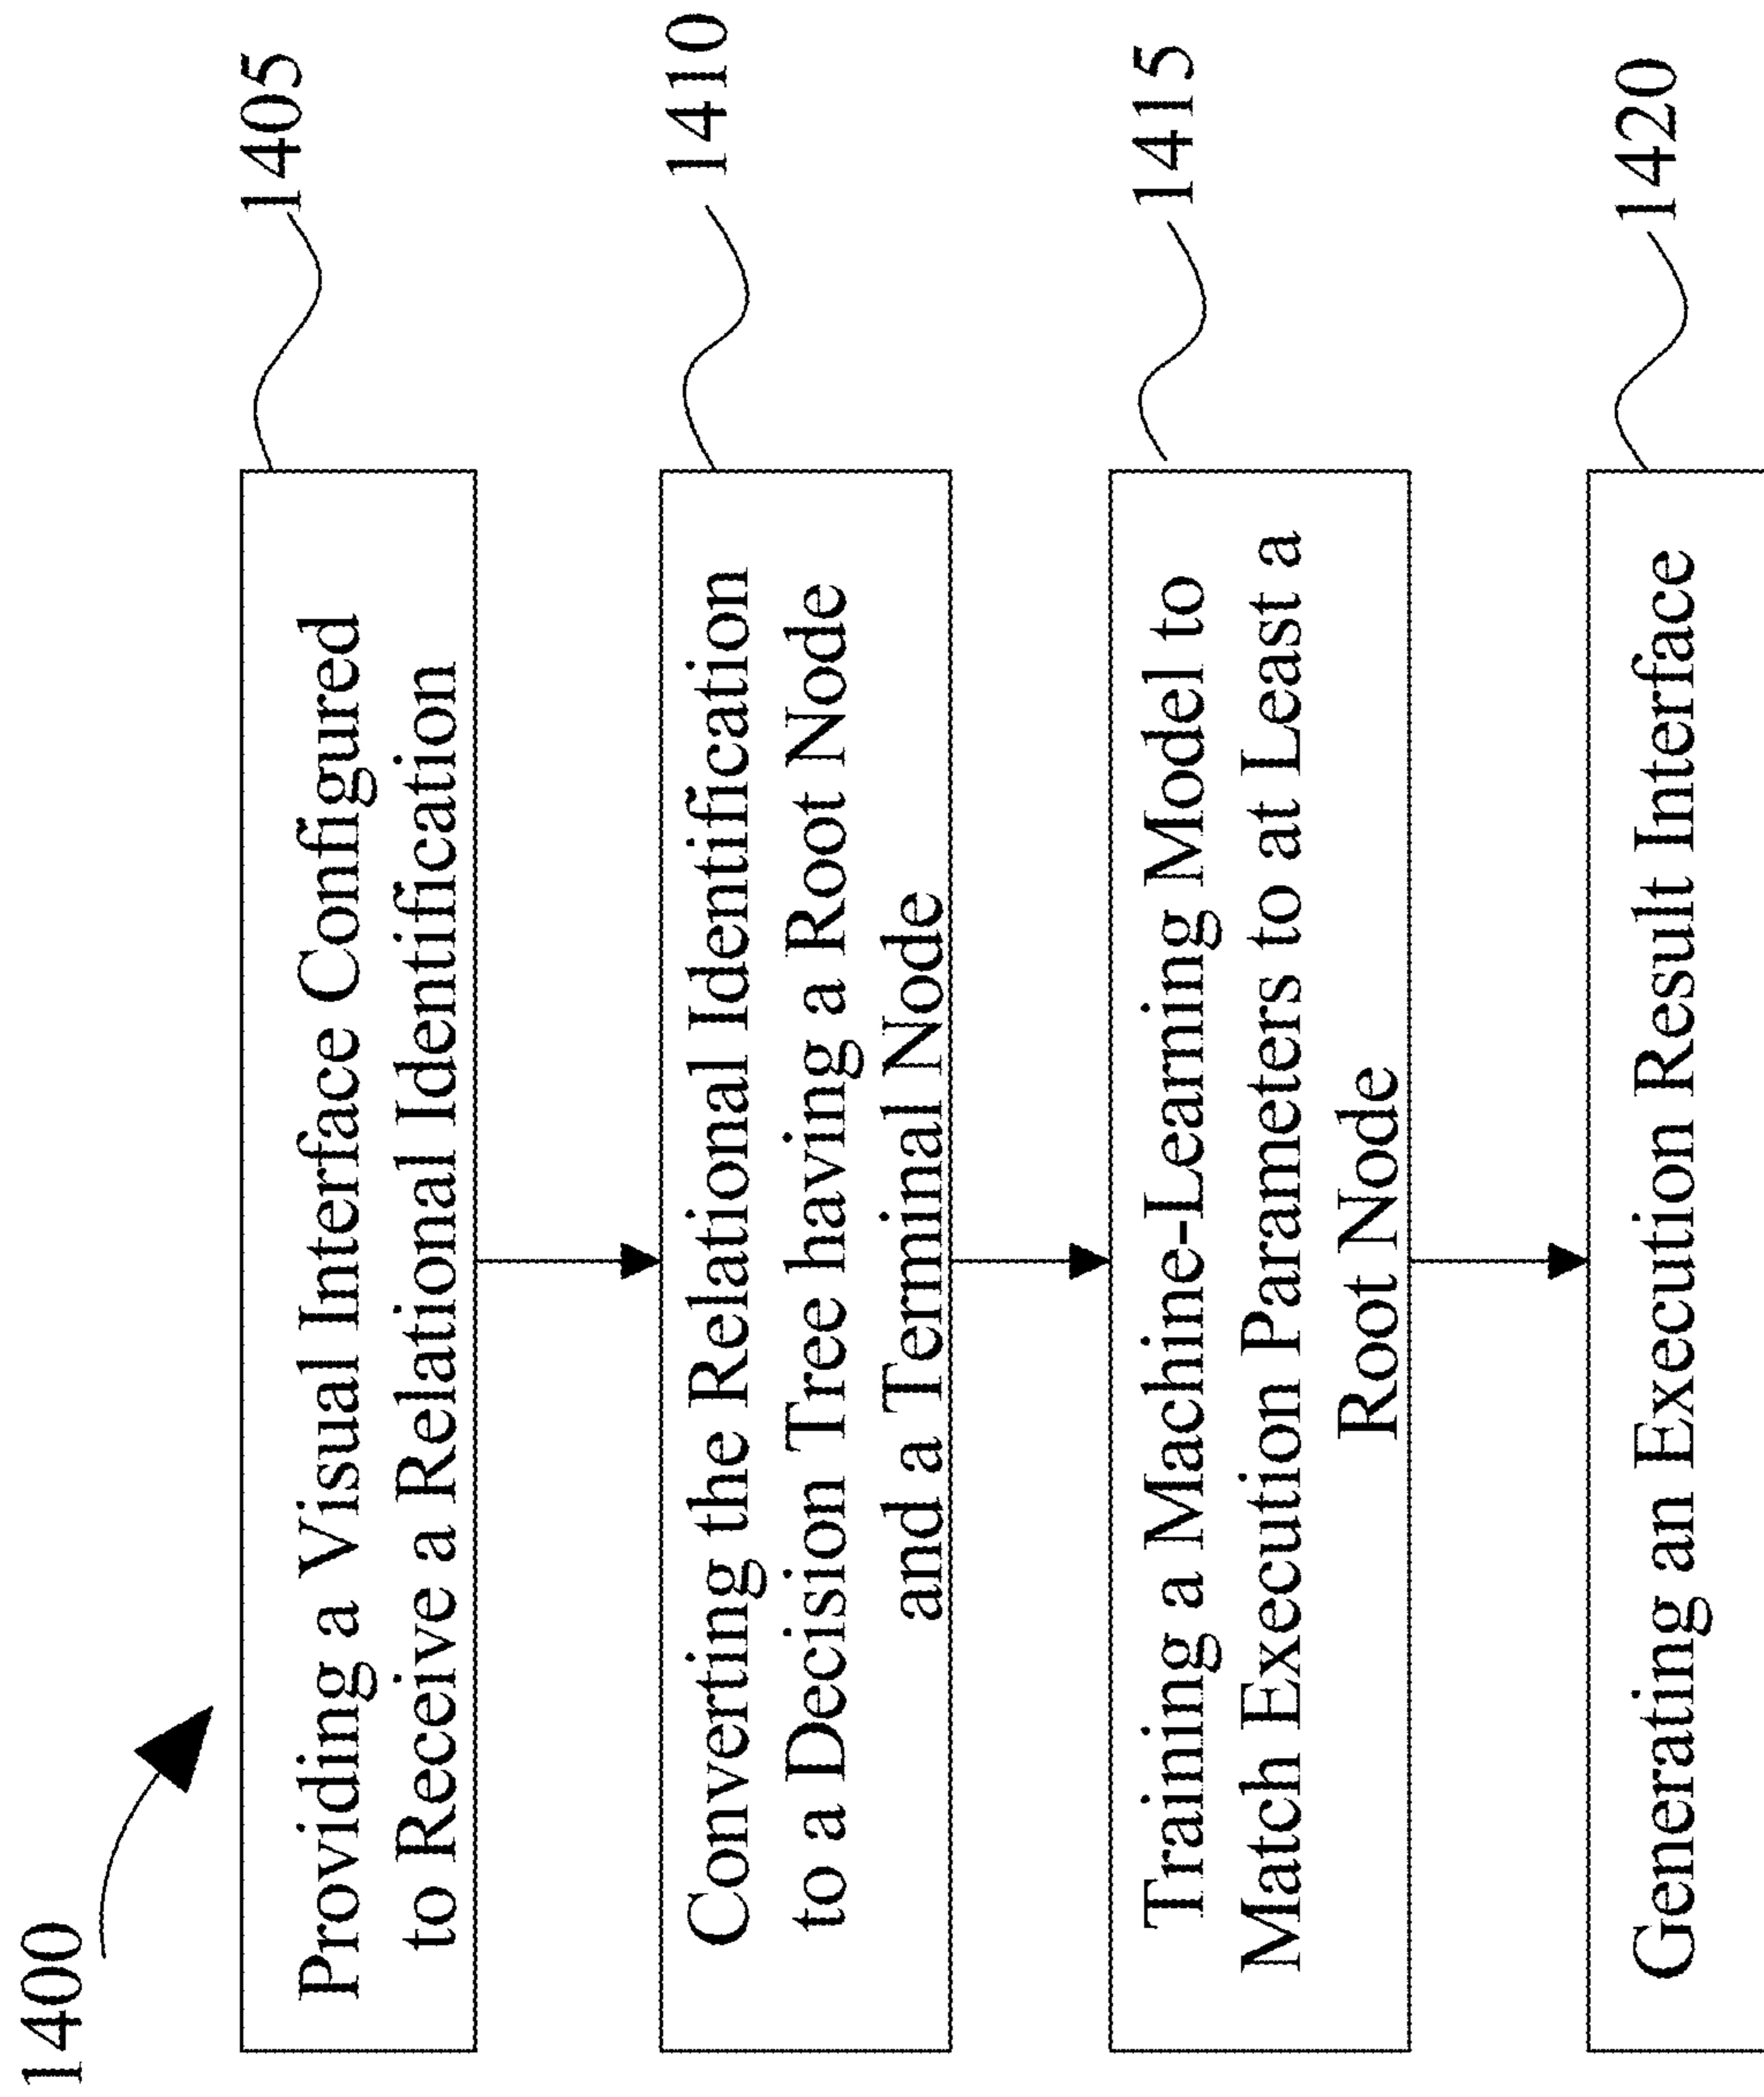 1400
Providing a Visual Interface Configured
to Receive a Relational Identification
1405
Converting the Relational Identification
to a Decision Tree having a Root Node
and a Terminal Node
1410
Training a Machine-Learning Model to
Match Execution Parameters to at Least a
Root Node
1415
Generating an Execution Result Interface
1420